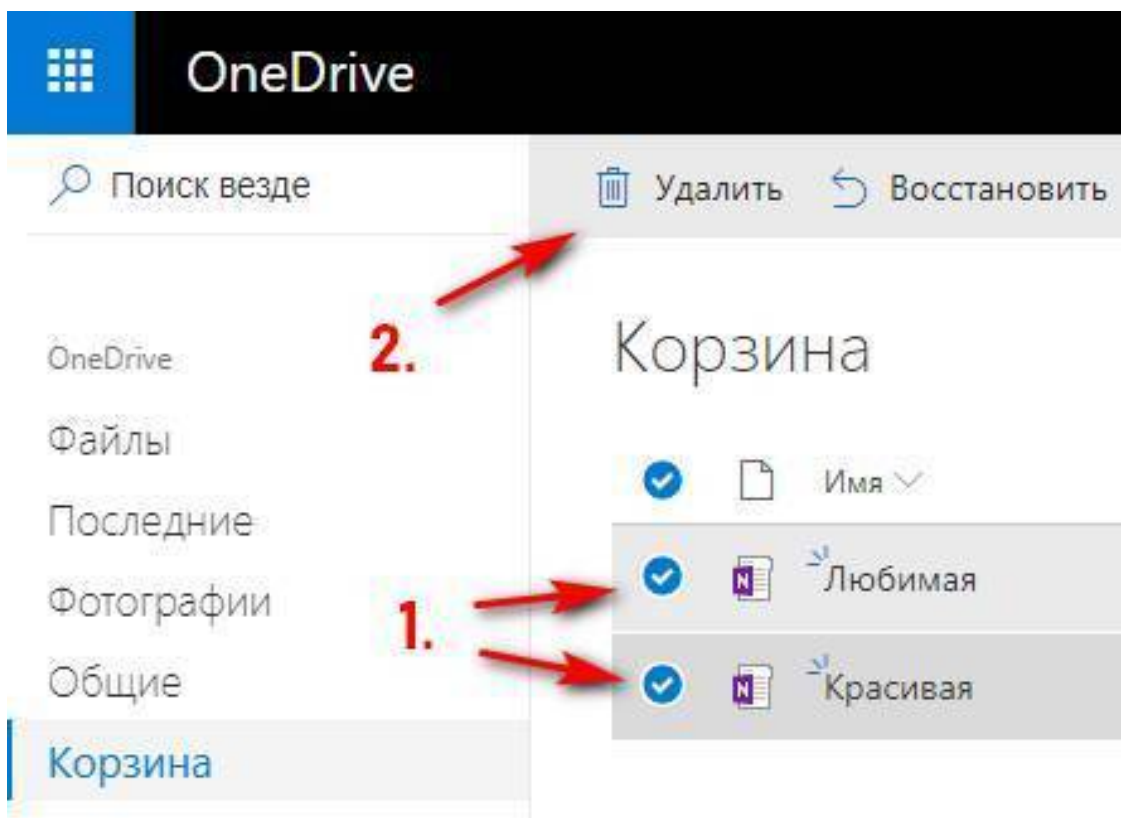 OneDrive
Поиск везде
Удалить Восстановить
2.
OneDrive
Файлы
Последние
Фотографии
Общие
Корзина
Корзина
Имя
1.
Любимая
Красивая